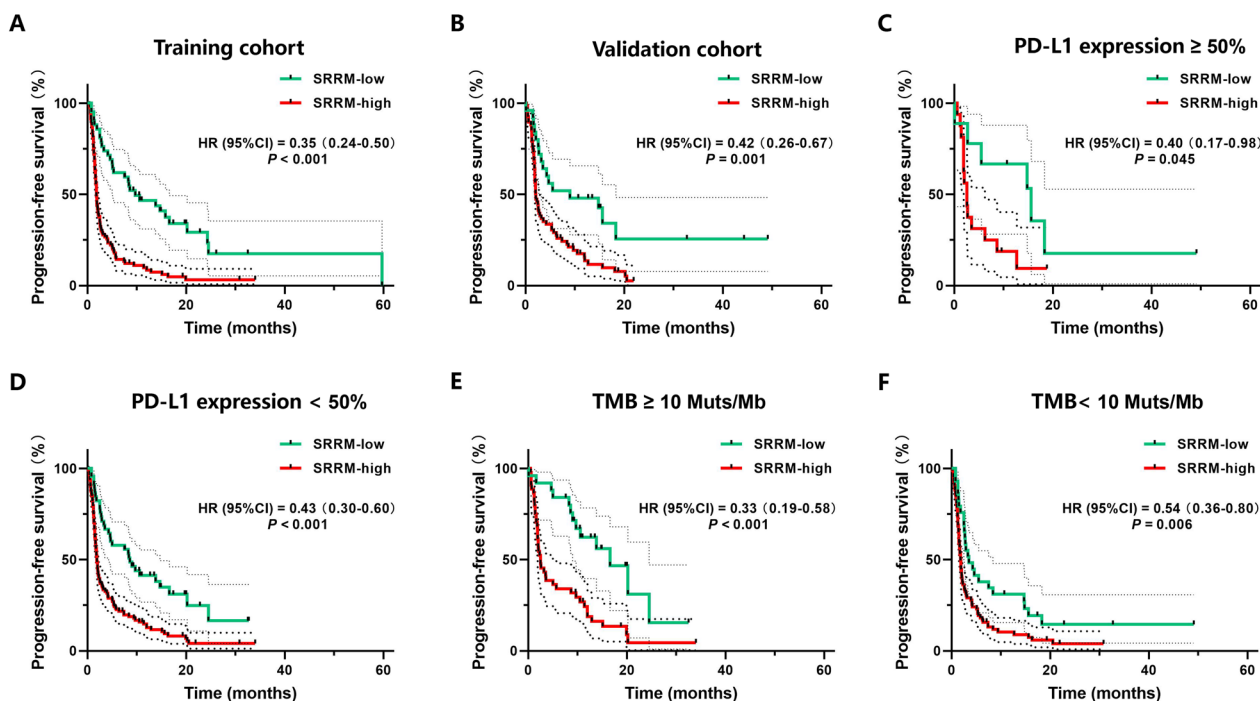 A
Training cohort
SRRM-low
SRRM-high
HR (95%CI) = 0.35（0.24-0.50）
P < 0.001
Progression-free survival（%）
100
50
0
0
20
40
60
Time (months)
B
Validation cohort
SRRM-low
SRRM-high
HR (95%CI) = 0.42（0.26-0.67）
P = 0.001
Progression-free survival（%）
100
50
0
0
20
40
60
Time (months)
C
PD-L1 expression ≥ 50%
SRRM-low
SRRM-high
HR (95%CI) = 0.40（0.17-0.98）
P = 0.045
Progression-free survival（%）
100
50
0
0
20
40
60
Time (months)
D
PD-L1 expression < 50%
SRRM-low
SRRM-high
HR (95%CI) = 0.43（0.30-0.60）
P < 0.001
Progression-free survival（%）
100
50
0
0
20
40
60
Time (months)
E
TMB ≥ 10 Muts/Mb
SRRM-low
SRRM-high
HR (95%CI) = 0.33（0.19-0.58）
P < 0.001
Progression-free survival（%）
100
50
0
0
20
40
60
Time (months)
F
TMB< 10 Muts/Mb
SRRM-low
SRRM-high
HR (95%CI) = 0.54（0.36-0.80）
P = 0.006
Progression-free survival（%）
100
50
0
0
20
40
60
Time (months)